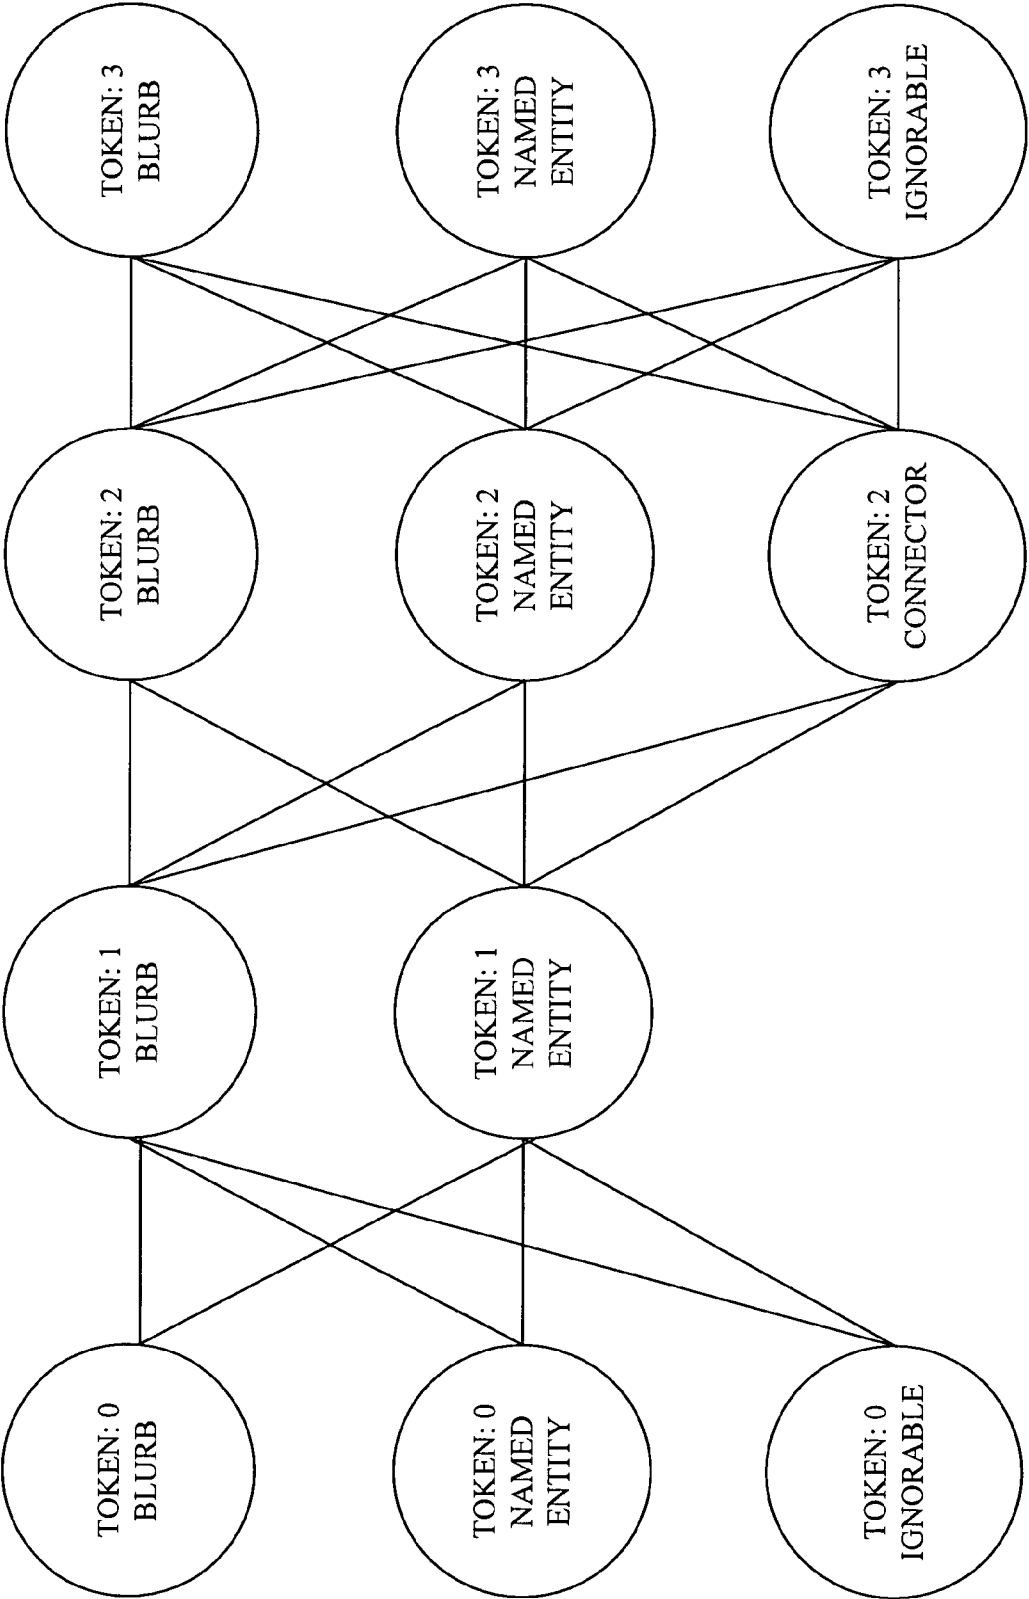 TOKEN: 0
BLURB
TOKEN: 1
BLURB
TOKEN: 2
BLURB
TOKEN: 3
BLURB
TOKEN: 0
NAMED
ENTITY
TOKEN: 1
NAMED
ENTITY
TOKEN: 2
NAMED
ENTITY
TOKEN: 3
NAMED
ENTITY
TOKEN: 0
IGNORABLE
TOKEN: 2
CONNECTOR
TOKEN: 3
IGNORABLE